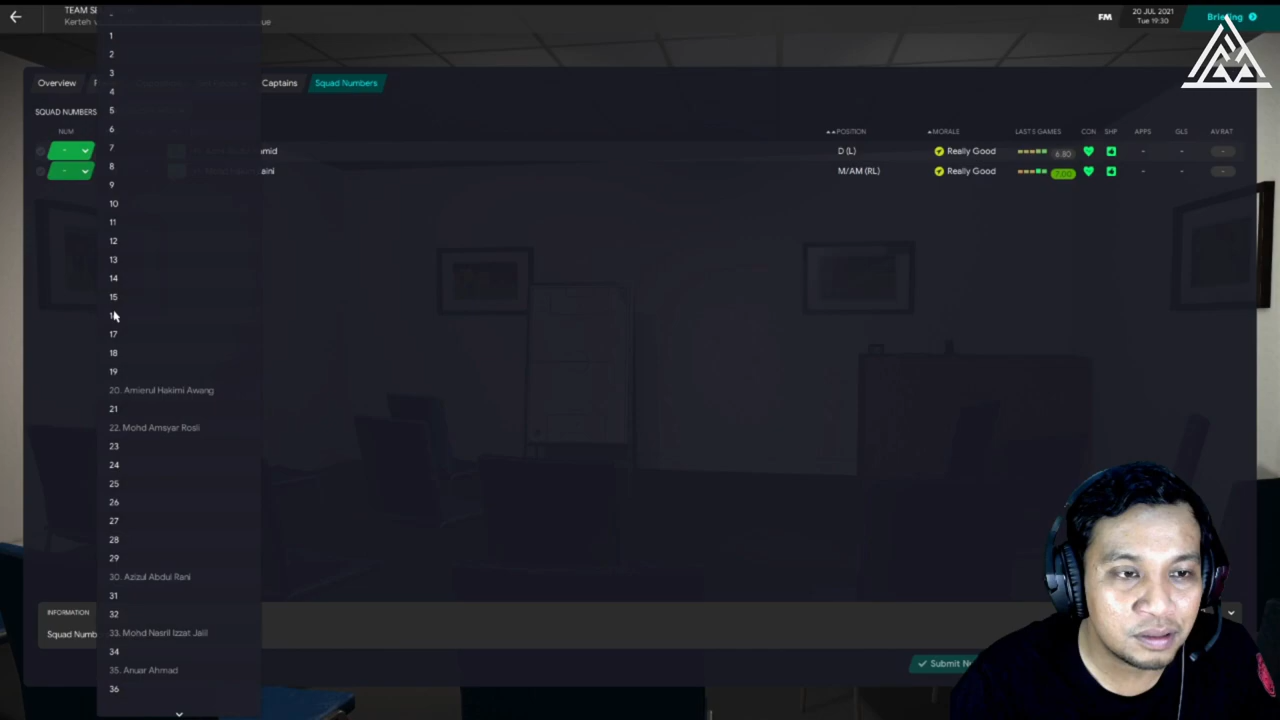 TEAM
Kerteh
FM
20 JUL 2021
Tue 19:30
Overview
Captains
Squad Numbers
SQUAD NUMBERS
NUM
POSITION
MORALE
LAST 5 GAMES
CON
SHP
APPS
GLS
AV RAT
-
D (L)
Really Good
6.80
-
-
-
-
M/AM (RL)
Really Good
7.00
-
-
-
-
1
2
3
4
5
6
7
8
9
10
11
12
13
14
15
17
18
19
20. Amierul Hakimi Awang
21
22. Mohd Amsyar Rosli
23
24
25
26
27
28
29
30. Azizul Abdul Rani
31
32
33. Mohd Nasril Izzat Jalil
34
35. Anuar Ahmad
36
INFORMATION
Squad
Submit